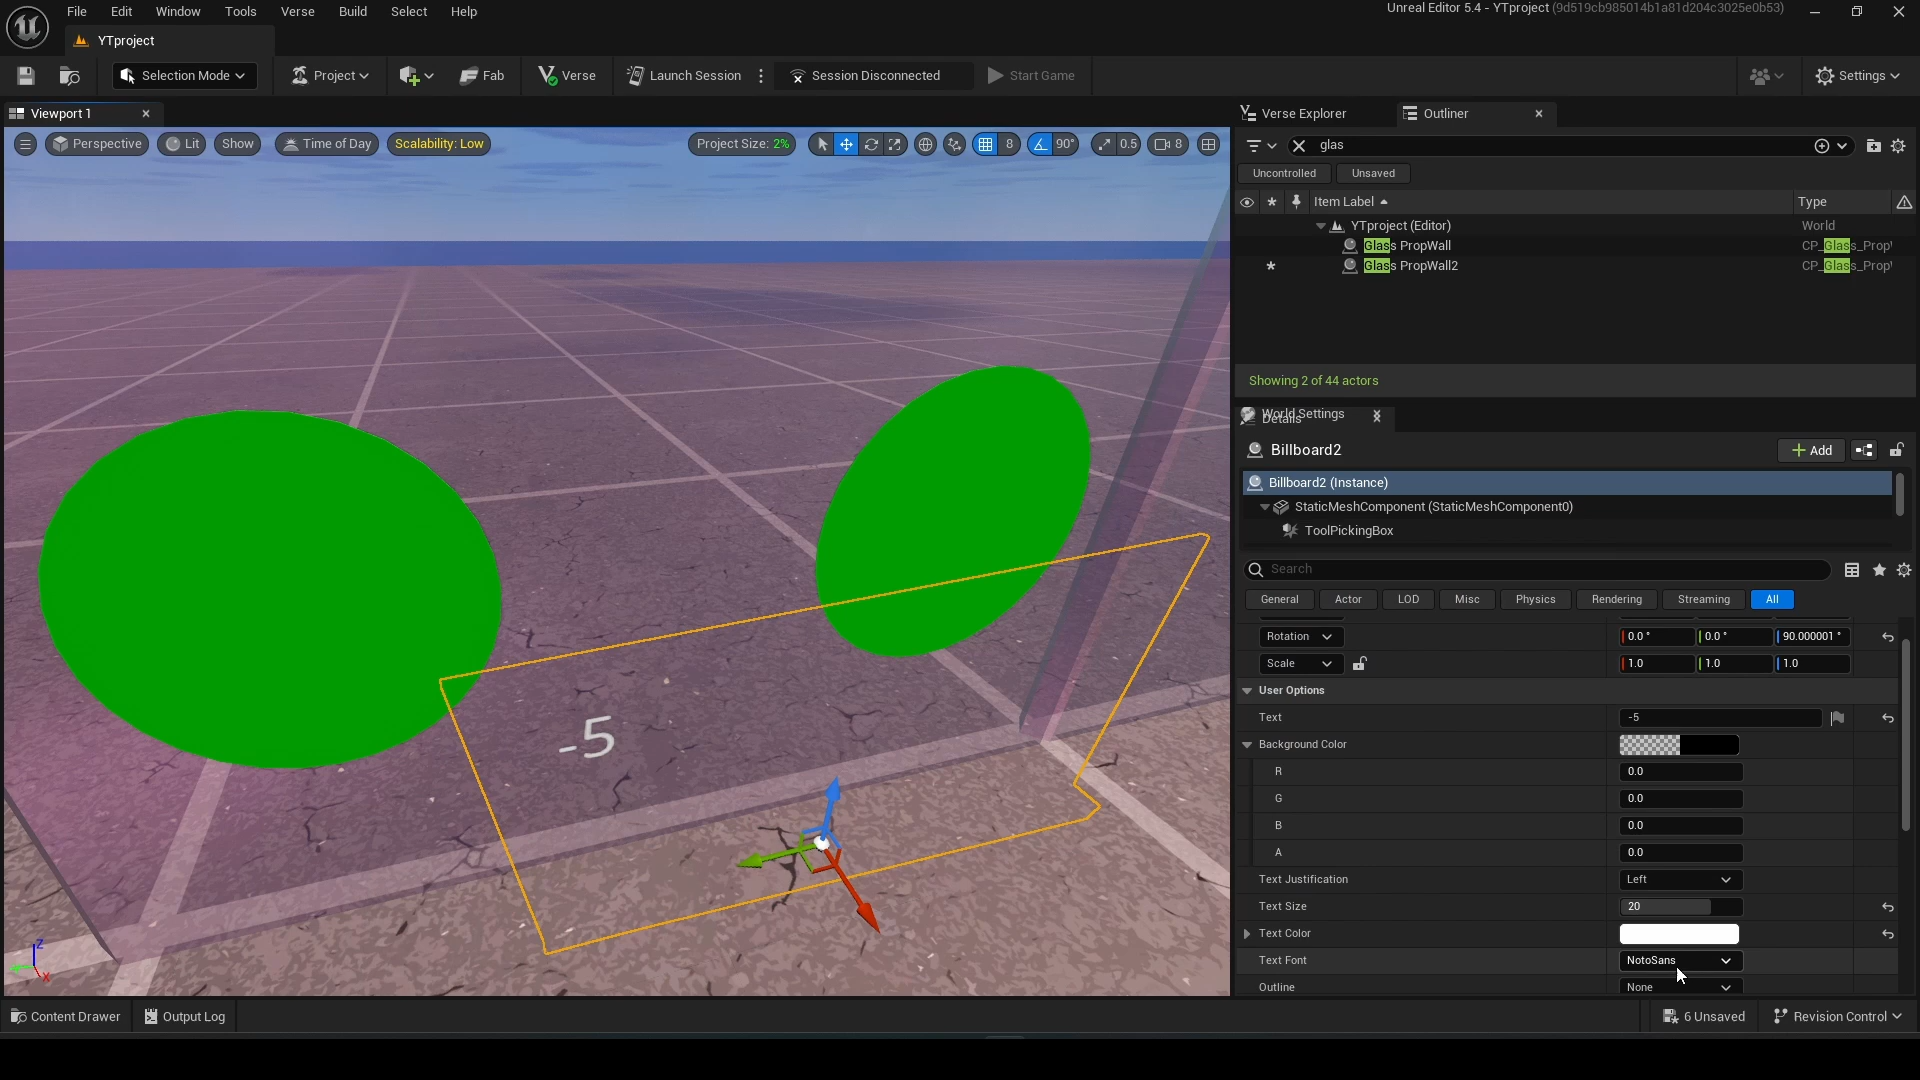 File Edit Window Tools Verse Build Select Help
Unreal Editor 5.4 - YTproject (9d519cb985014b1a81d204c3025e0b53)
YTproject
Selection Mode Project Fab Verse Launch Session Session Disconnected Start Game Settings
Viewport 1
Perspective Lit Show Time of Day Scalability: Low Project Size: 2% 8 90° 0.5 8
-5
Z
X
Verse Explorer Outliner
glas
Uncontrolled Unsaved
Item Label Type
YTproject (Editor) World
Glass PropWall CP_Glass_Prop
Glass PropWall2 CP_Glass_Prop
Showing 2 of 44 actors
World Settings
Details
Billboard2 Add
Billboard2 (Instance)
StaticMeshComponent (StaticMeshComponent0)
ToolPickingBox
Search
General Actor LOD Misc Physics Rendering Streaming All
Rotation 0.0 ° 0.0 ° 90.000001 °
Scale 1.0 1.0 1.0
User Options
Text -5
Background Color
R 0.0
G 0.0
B 0.0
A 0.0
Text Justification Left
Text Size 20
Text Color
Text Font NotoSans
Outline None
Content Drawer Output Log 6 Unsaved Revision Control